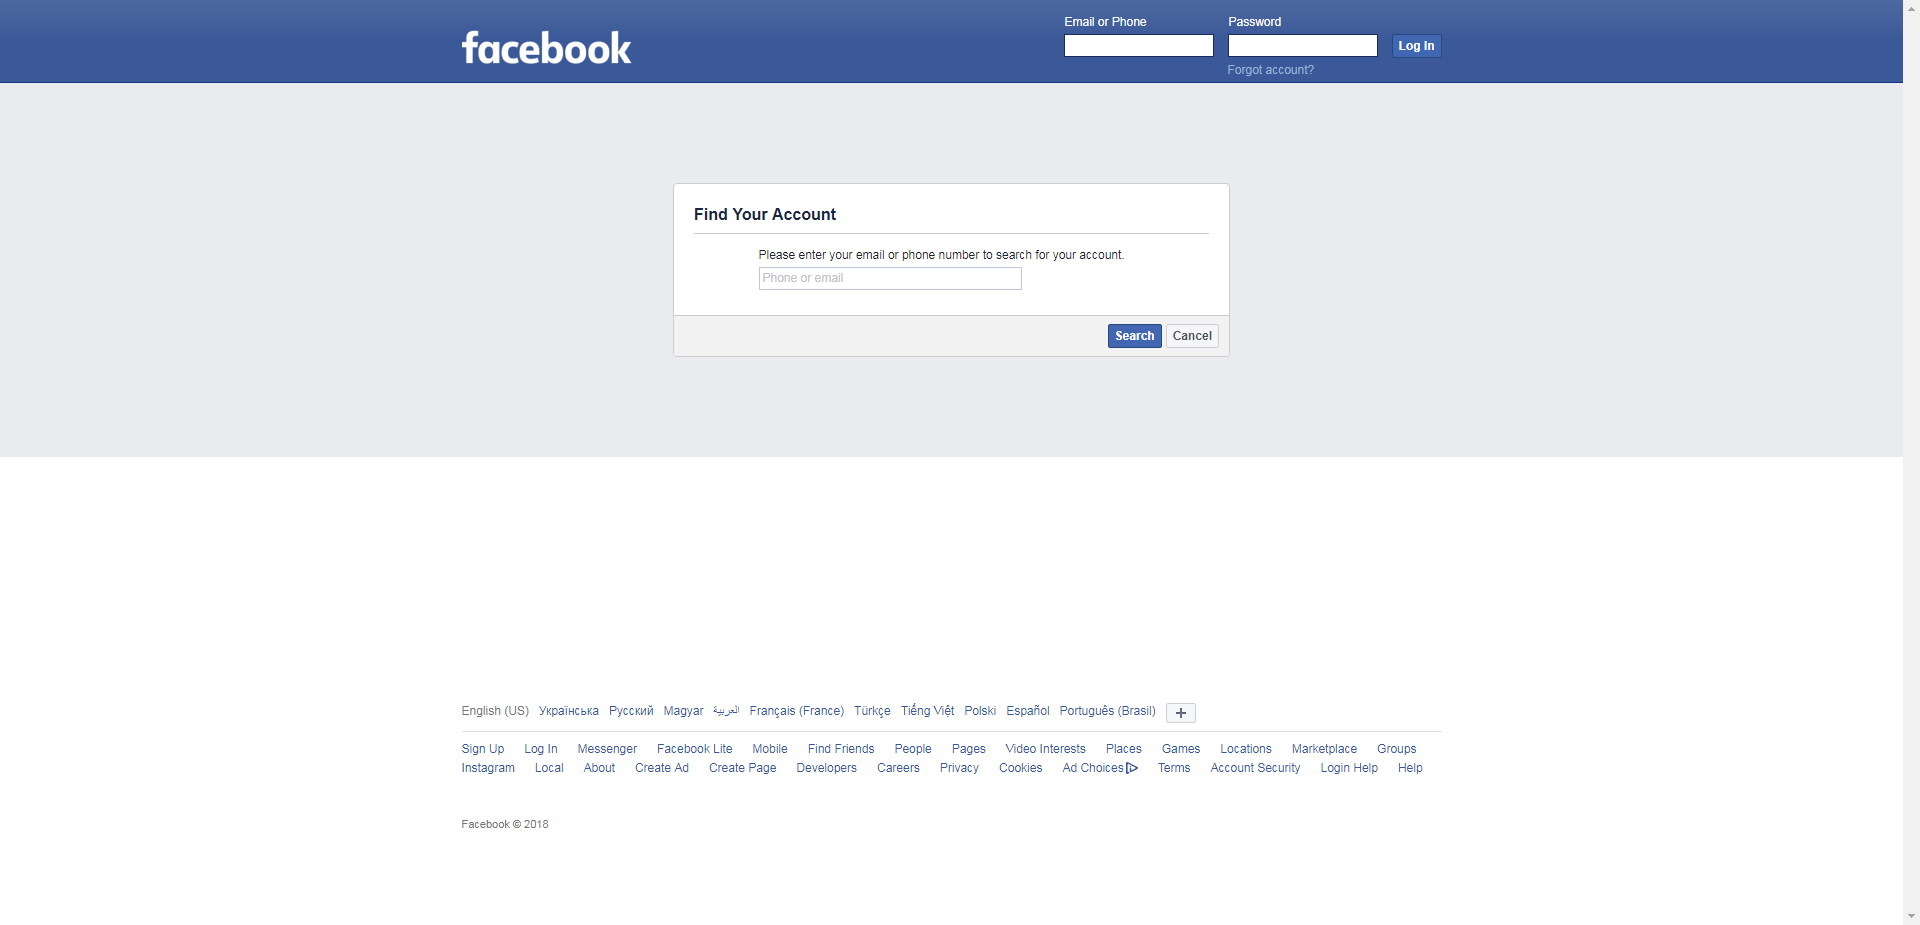 facebook
Email or Phone
Password
Log In
Forgot account?
Find Your Account
Please enter your email or phone number to search for your account.
Phone or email
Search Cancel
English (US) Українська Русский Magyar العربية Français (France) Türkçe Tiếng Việt Polski Español Português (Brasil)
Sign Up Log In Messenger Facebook Lite Mobile Find Friends People Pages Video Interests Places Games Locations Marketplace Groups
Instagram Local About Create Ad Create Page Developers Careers Privacy Cookies Ad Choices Terms Account Security Login Help Help
Facebook © 2018